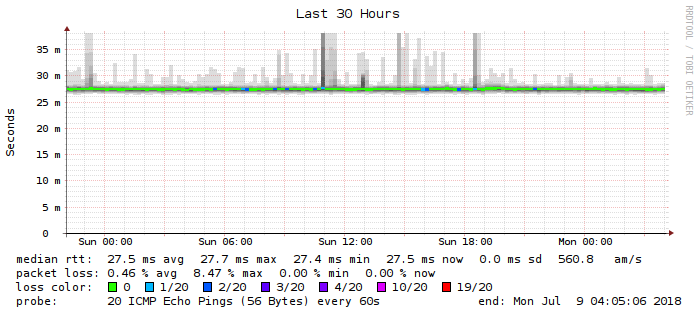 Last 30 Hours
RRDTOOL / TOBI OETIKER
Seconds
35 m
30 m
25 m
20 m
15 m
10 m
5 m
0
Sun 00:00 Sun 06:00 Sun 12:00 Sun 18:00 Mon 00:00
median rtt: 27.5 ms avg 27.7 ms max 27.4 ms min 27.5 ms now 0.0 ms sd 560.8 am/s
packet loss: 0.46 % avg 8.47 % max 0.00 % min 0.00 % now
loss color: 0 1/20 2/20 3/20 4/20 10/20 19/20
probe: 20 ICMP Echo Pings (56 Bytes) every 60s end: Mon Jul 9 04:05:06 2018